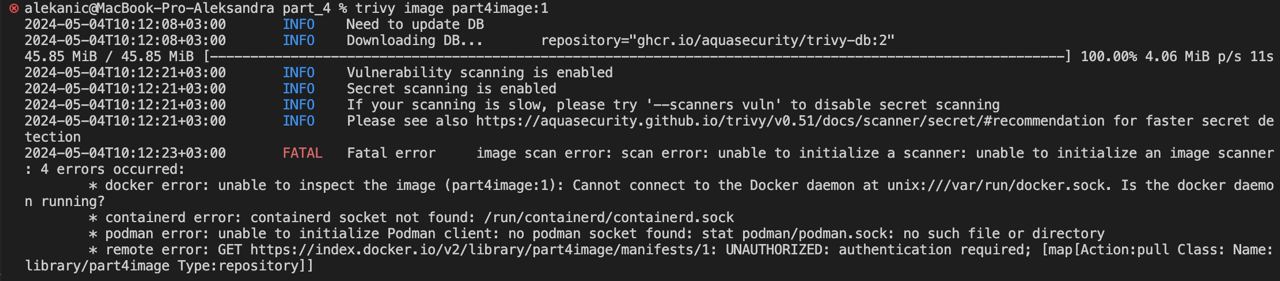 alekanic@MacBook-Pro-Aleksandra part_4 % trivy image part4image:1
2024-05-04T10:12:08+03:00 INFO Need to update DB
2024-05-04T10:12:08+03:00 INFO Downloading DB... repository="ghcr.io/aquasecurity/trivy-db:2"
45.85 MiB / 45.85 MiB [----------------------------------------------------------------------------------------------------------] 100.00% 4.06 MiB p/s 11s
2024-05-04T10:12:21+03:00 INFO Vulnerability scanning is enabled
2024-05-04T10:12:21+03:00 INFO Secret scanning is enabled
2024-05-04T10:12:21+03:00 INFO If your scanning is slow, please try '--scanners vuln' to disable secret scanning
2024-05-04T10:12:21+03:00 INFO Please see also https://aquasecurity.github.io/trivy/v0.51/docs/scanner/secret/#recommendation for faster secret de
tection
2024-05-04T10:12:23+03:00 FATAL Fatal error image scan error: scan error: unable to initialize a scanner: unable to initialize an image scanner
: 4 errors occurred:
* docker error: unable to inspect the image (part4image:1): Cannot connect to the Docker daemon at unix:///var/run/docker.sock. Is the docker daemo
n running?
* containerd error: containerd socket not found: /run/containerd/containerd.sock
* podman error: unable to initialize Podman client: no podman socket found: stat podman/podman.sock: no such file or directory
* remote error: GET https://index.docker.io/v2/library/part4image/manifests/1: UNAUTHORIZED: authentication required; [map[Action:pull Class: Name:
library/part4image Type:repository]]